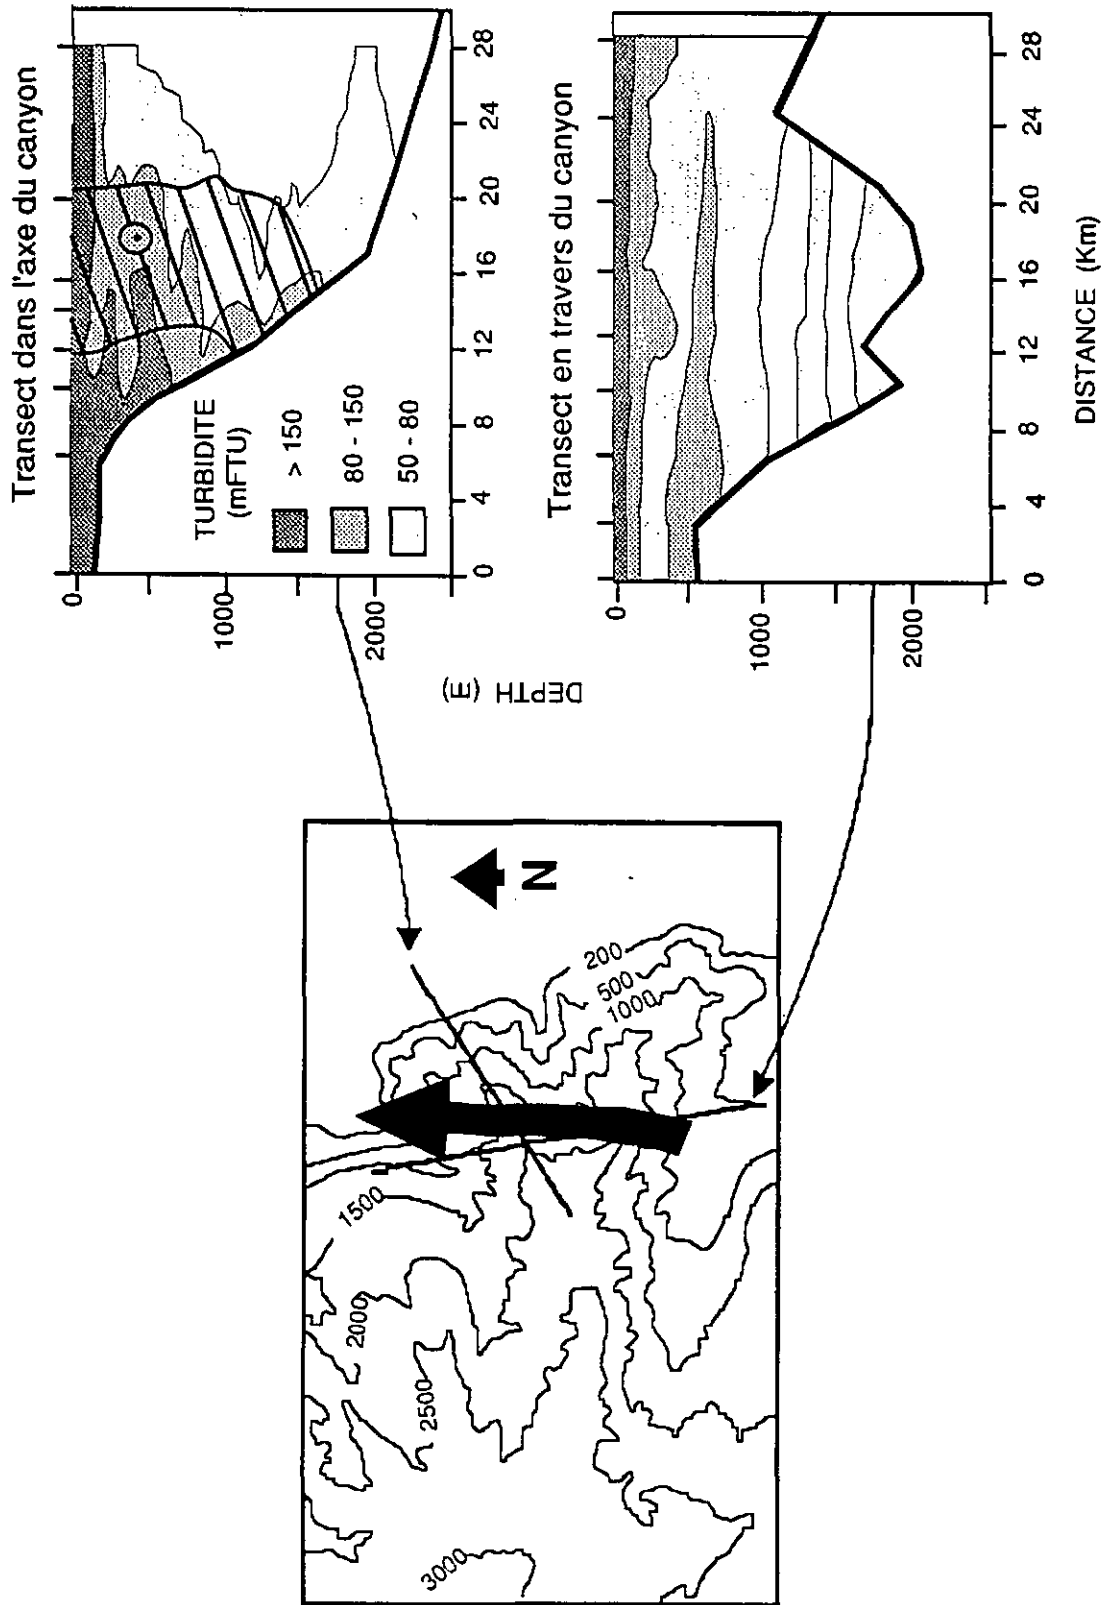 Transect dans l'axe du canyon
0
1000
2000
TURBIDITE
(mFTU)
> 150
80 - 150
50 - 80
0 4 8 12 16 20 24 28
DEPTH (m)
Transect en travers du canyon
0
1000
2000
0 4 8 12 16 20 24 28
DISTANCE (Km)
N
200
500
1000
1500
2000
2500
3000